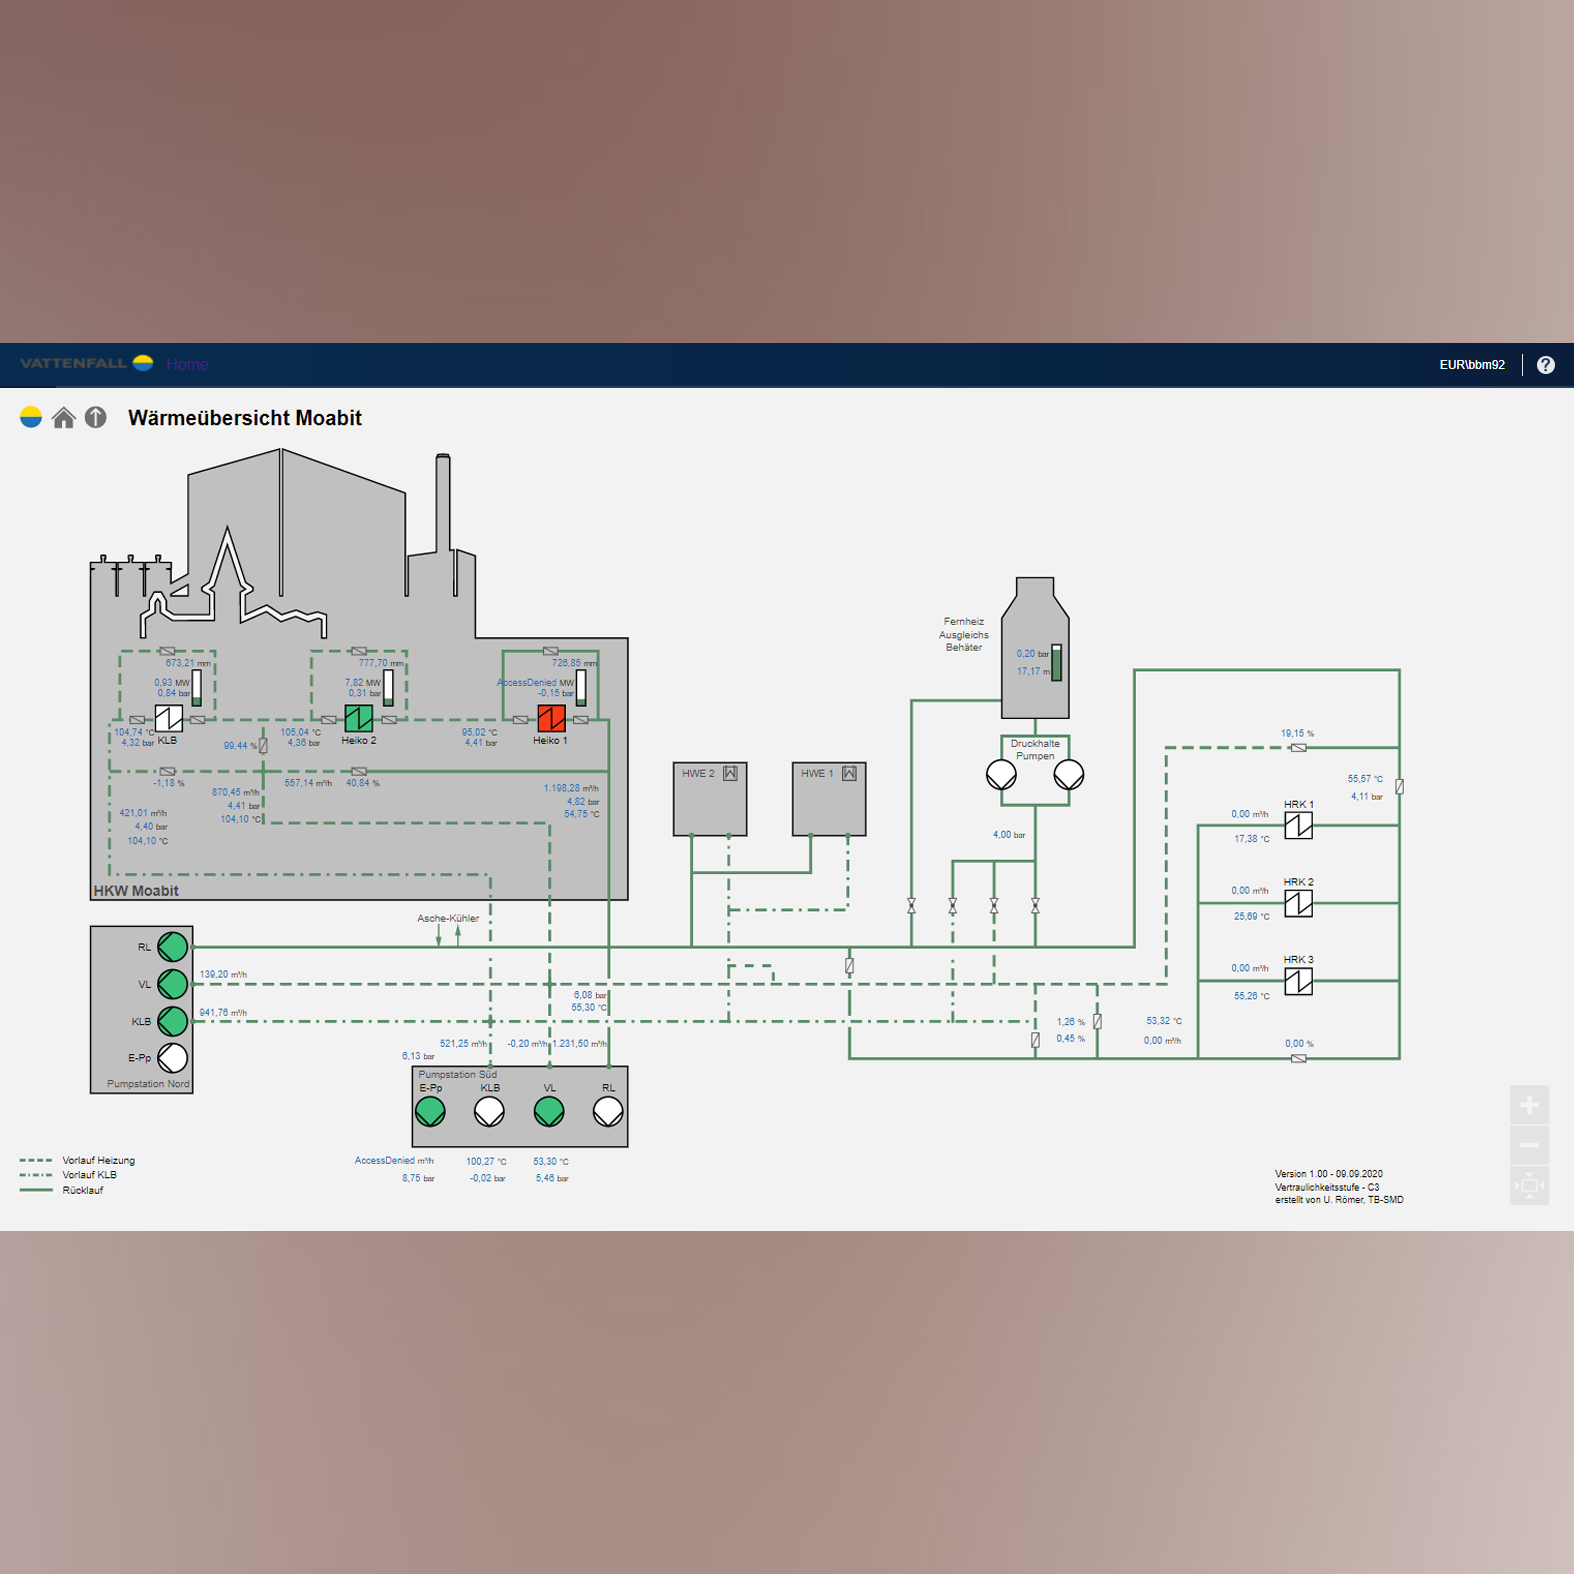 VATTENFALL Home
EUR\bbm92
?
Wärmeübersicht Moabit
673,21 mm
0,93 MW
0,84 bar
104,74 °C
4,32 bar
KLB
777,70 mm
7,82 MW
0,31 bar
105,04 °C
4,36 bar
Heiko 2
726,85 mm
AccessDenied MW
-0,15 bar
95,02 °C
4,41 bar
Heiko 1
99,44 %
-1,18 %
557,14 m³/h
40,84 %
870,45 m³/h
4,41 bar
104,10 °C
421,01 m³/h
4,40 bar
104,10 °C
1.198,28 m³/h
4,82 bar
54,75 °C
HKW Moabit
HWE 2
HWE 1
Fernheiz
Ausgleichs
Behäter
0,20 bar
17,17 m
Druckhalte
Pumpen
4,00 bar
19,15 %
55,57 °C
4,11 bar
HRK 1
0,00 m³/h
17,38 °C
HRK 2
0,00 m³/h
25,69 °C
HRK 3
0,00 m³/h
55,26 °C
Asche-Kühler
RL
VL
KLB
E-Pp
Pumpstation Nord
139,20 m³/h
941,76 m³/h
6,08 bar
55,30 °C
521,25 m³/h
-0,20 m³/h
1.231,50 m³/h
6,13 bar
1,26 %
0,45 %
53,32 °C
0,00 m³/h
0,00 %
Pumpstation Süd
E-Pp KLB VL RL
AccessDenied m³/h
8,75 bar
100,27 °C
-0,02 bar
53,30 °C
5,46 bar
Vorlauf Heizung
Vorlauf KLB
Rücklauf
Version 1.00 - 09.09.2020
Vertraulichkeitsstufe - C3
erstellt von U. Römer, TB-SMD